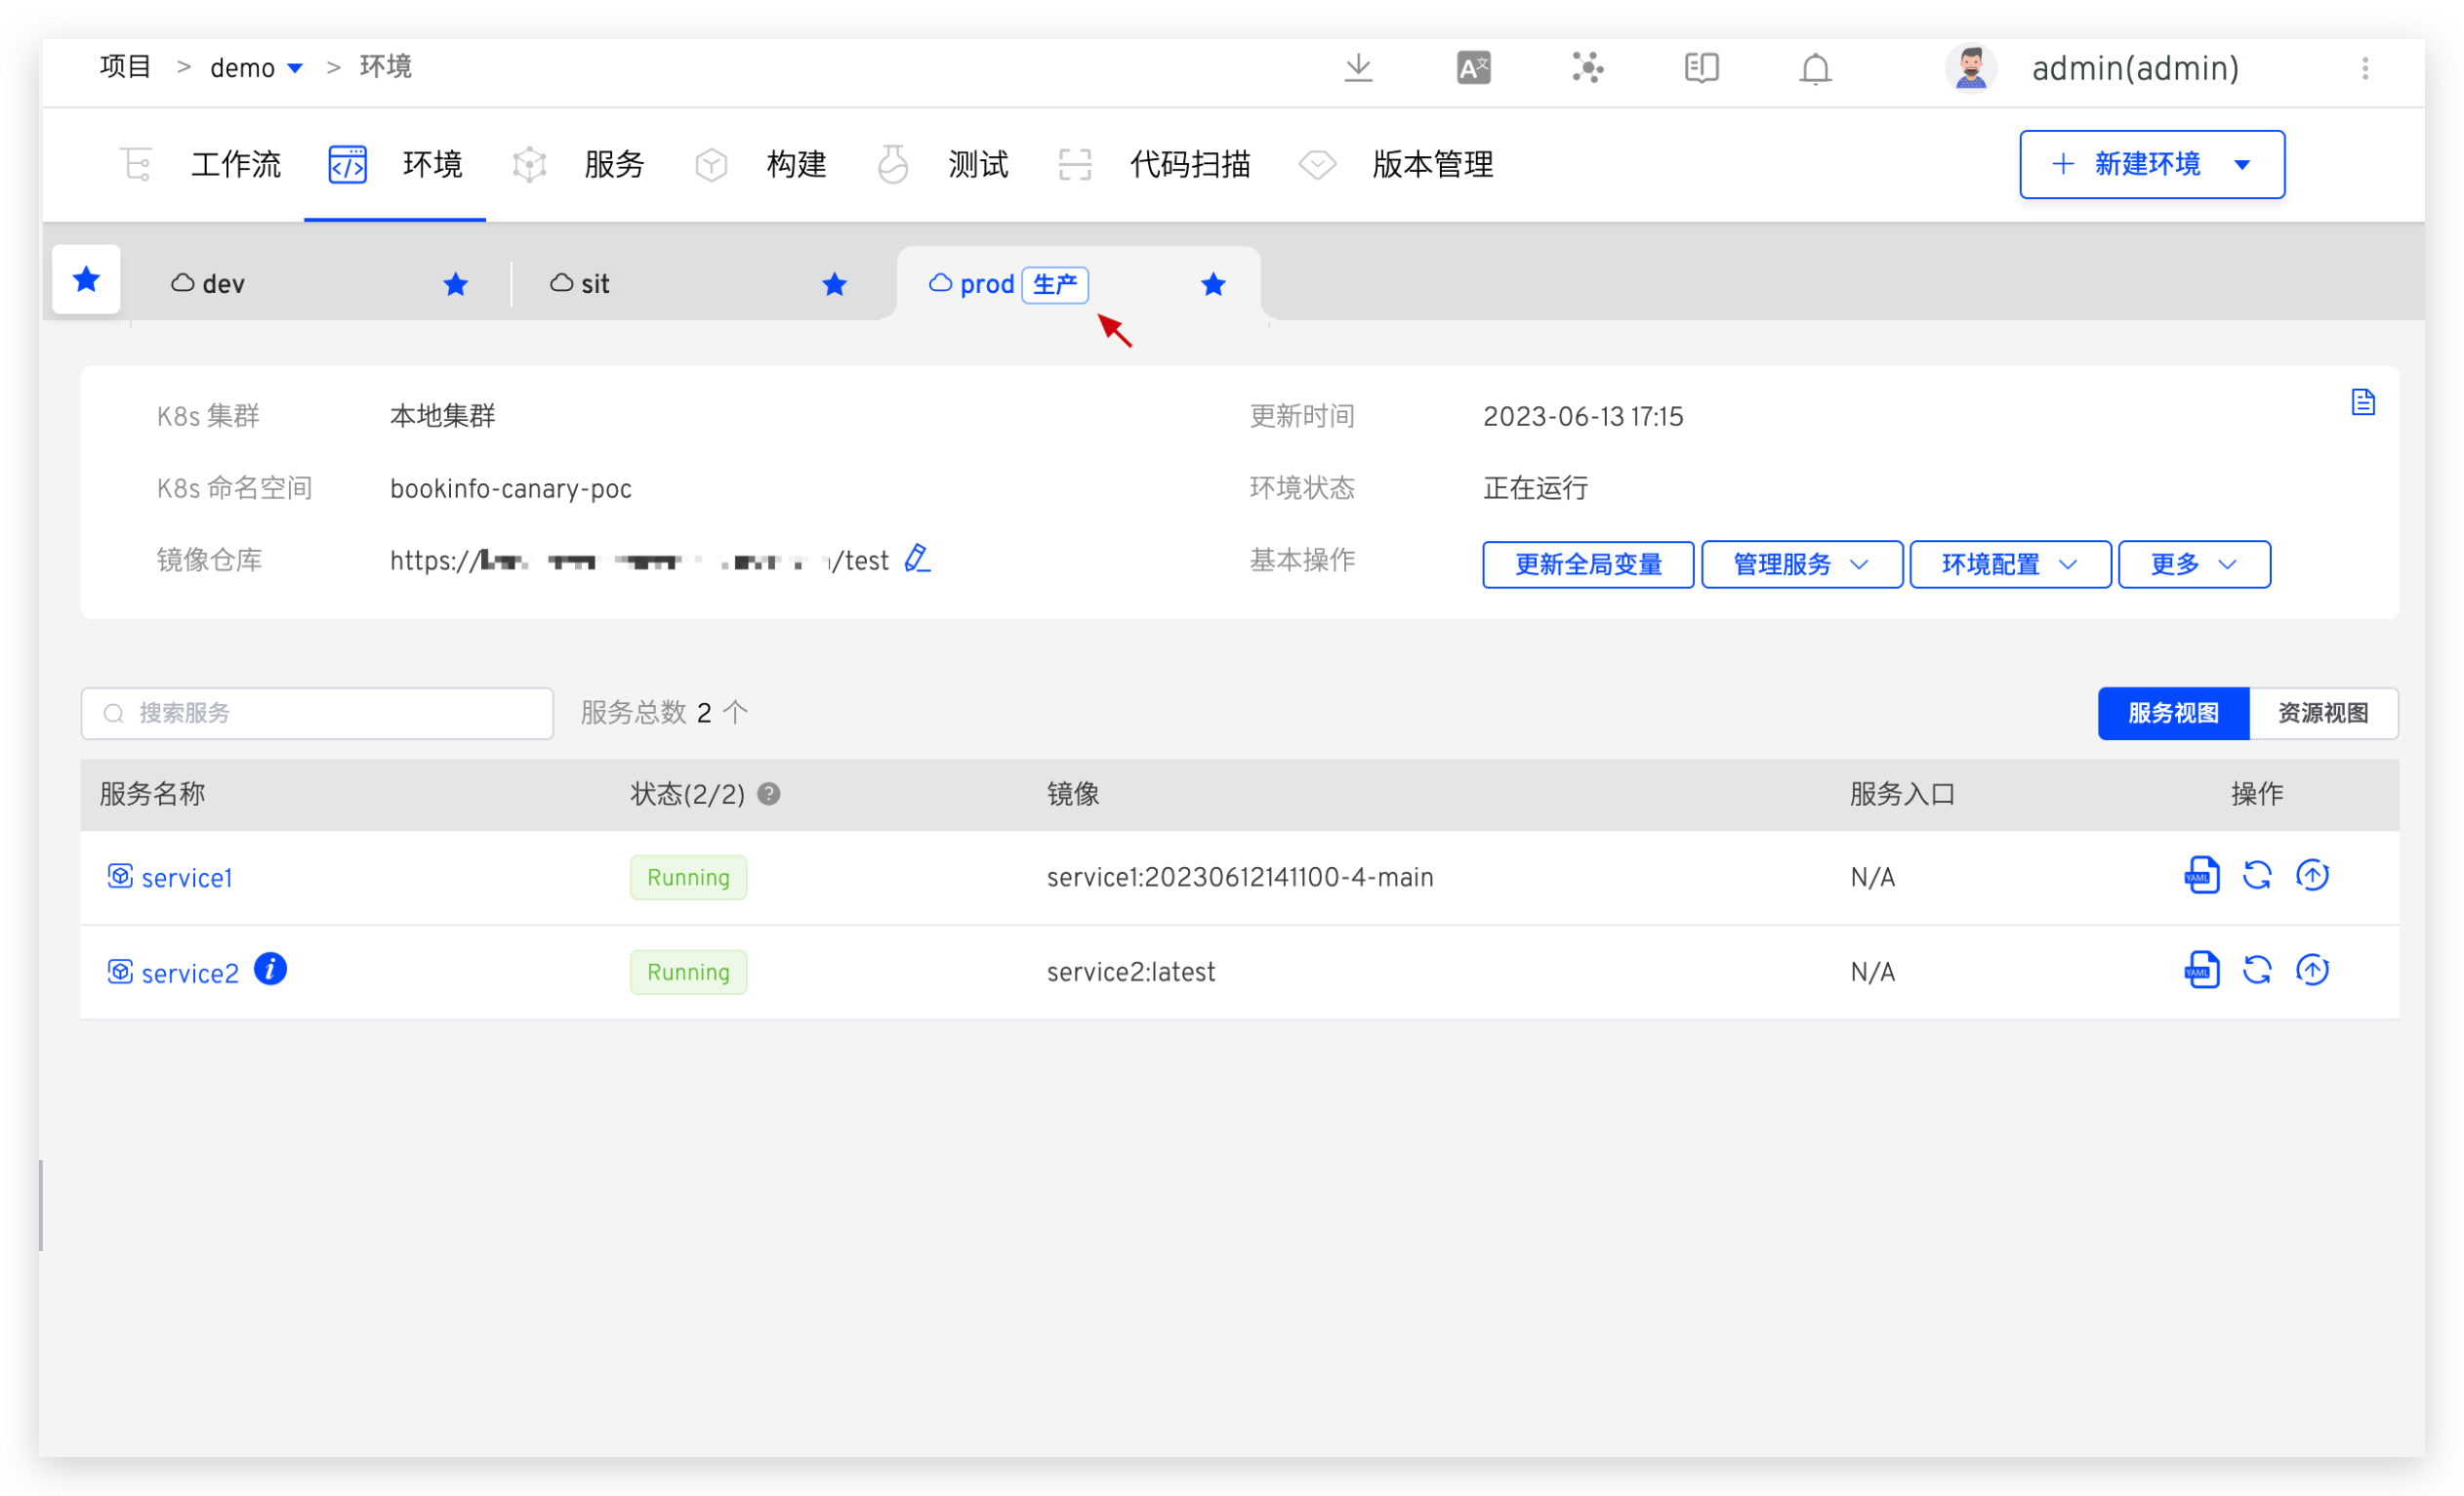 项目 > demo > 环境
admin(admin)
工作流 环境 服务 构建 测试 代码扫描 版本管理
+ 新建环境
dev sit prod 生产
K8s 集群 本地集群 更新时间 2023-06-13 17:15
K8s 命名空间 bookinfo-canary-poc 环境状态 正在运行
镜像仓库 https:// /test 基本操作 更新全局变量 管理服务 环境配置 更多
搜索服务 服务总数 2 个 服务视图 资源视图
服务名称 状态(2/2) ? 镜像 服务入口 操作
service1 Running service1:20230612141100-4-main N/A YAML
service2 i Running service2:latest N/A YAML